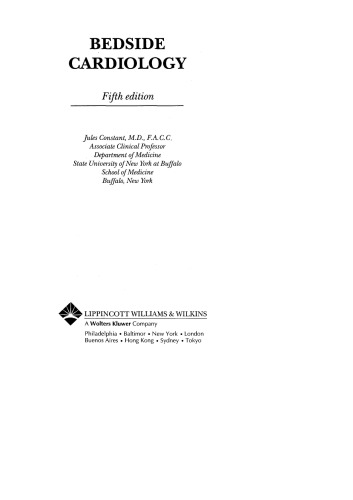 BEDSIDE
CARDIOLOGY
Fifth edition
Jules Constant, M.D., F.A.C.C.
Associate Clinical Professor
Department of Medicine
State University of New York at Buffalo
School of Medicine
Buffalo, New York
LIPPINCOTT WILLIAMS & WILKINS
A Wolters Kluwer Company
Philadelphia • Baltimor • New York • London
Buenos Aires • Hong Kong • Sydney • Tokyo